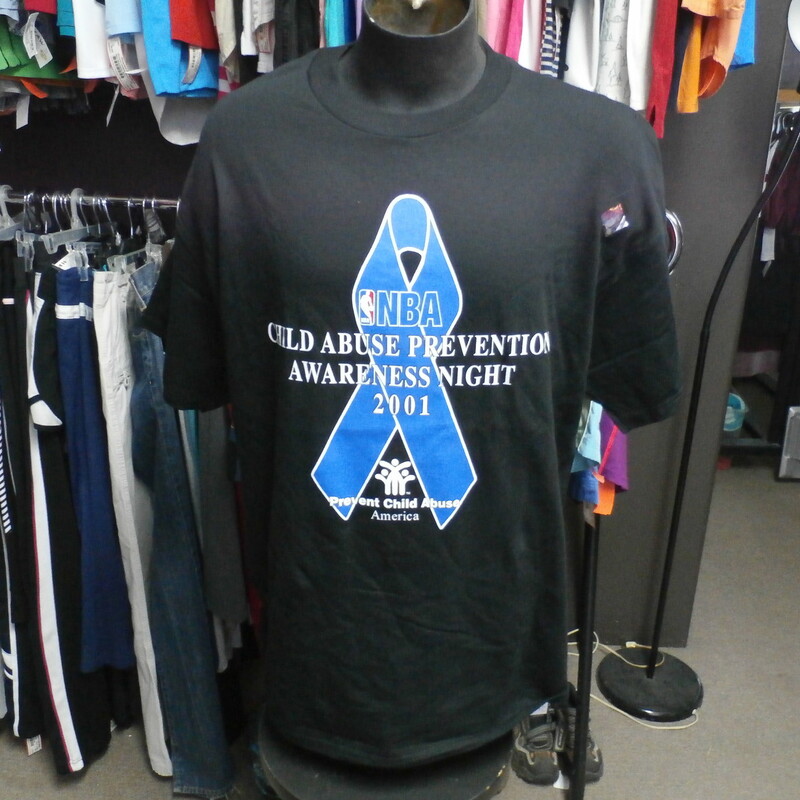 NBA
CHILD ABUSE PREVENTION
AWARENESS NIGHT
2001
Prevent Child Abuse
America